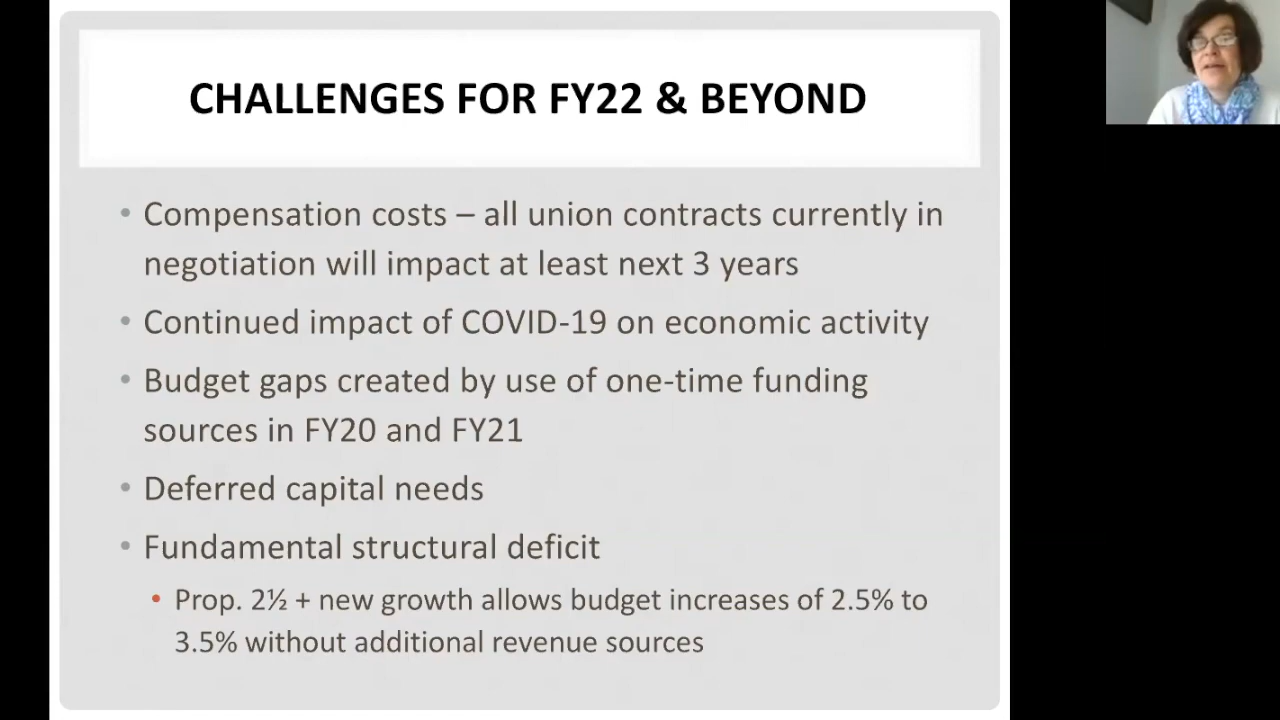 CHALLENGES FOR FY22 & BEYOND
• Compensation costs – all union contracts currently in
negotiation will impact at least next 3 years
• Continued impact of COVID-19 on economic activity
• Budget gaps created by use of one-time funding
sources in FY20 and FY21
• Deferred capital needs
• Fundamental structural deficit
• Prop. 2½ + new growth allows budget increases of 2.5% to
3.5% without additional revenue sources